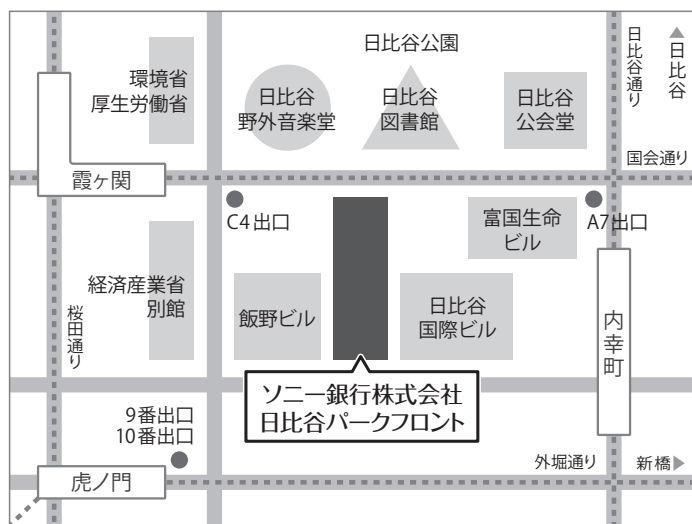 日比谷公園
日比谷通り
▲日比谷
環境省
厚生労働省
日比谷
野外音楽堂
日比谷
図書館
日比谷
公会堂
国会通り
霞ヶ関
C4出口
富国生命
ビル
A7出口
経済産業省
別館
桜田通り
飯野ビル
日比谷
国際ビル
内幸町
ソニー銀行株式会社
日比谷パークフロント
9番出口
10番出口
虎ノ門
外堀通り
新橋▶